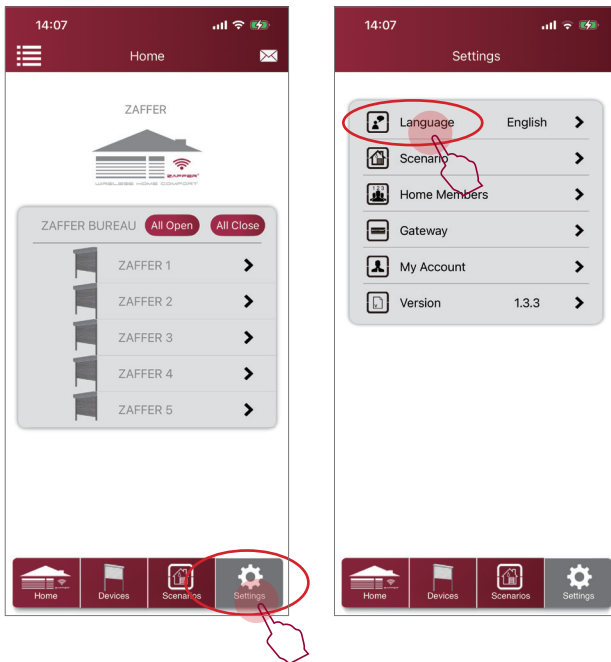 14:07
Home
ZAFFER
ZAFFER
WIRELESS HOME COMFORT
ZAFFER BUREAU All Open All Close
ZAFFER 1
ZAFFER 2
ZAFFER 3
ZAFFER 4
ZAFFER 5
Home Devices Scenarios Settings
14:07
Settings
Language English
Scenario
123
Home Members
Gateway
My Account
Version 1.3.3
Home Devices Scenarios Settings